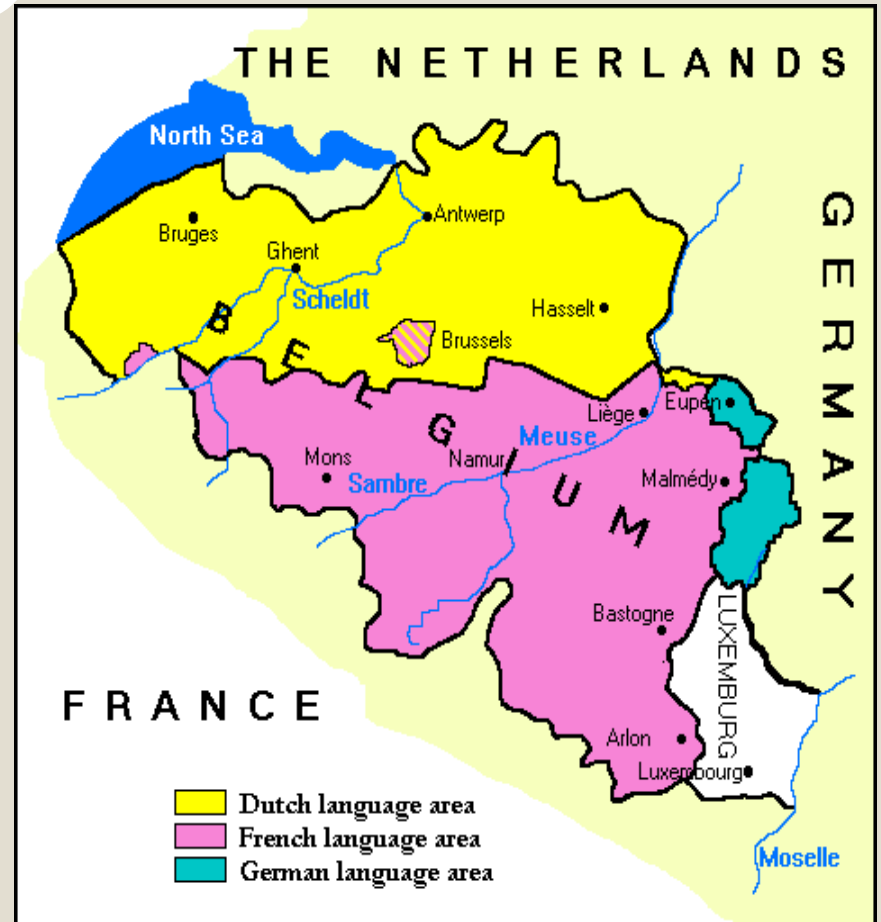 THE NETHERLANDS
North Sea
GERMANY
Antwerp
Bruges
Ghent
Scheldt
Hasselt
Brussels
BELGIUM
Liège
Eupen
Meuse
Mons
Namur
Sambre
Malmédy
Bastogne
LUXEMBURG
FRANCE
Arlon
Luxembourg
Dutch language area
French language area
German language area
Moselle